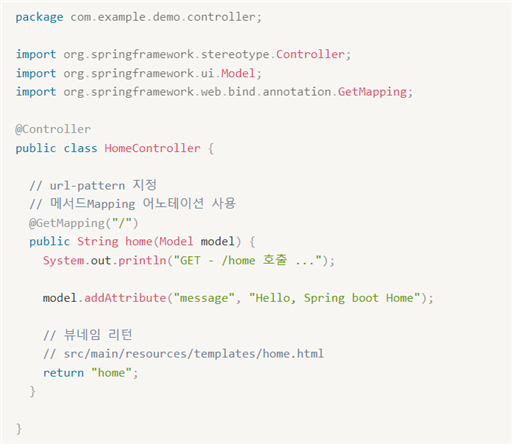 package com.example.demo.controller;
import org.springframework.stereotype.Controller;
import org.springframework.ui.Model;
import org.springframework.web.bind.annotation.GetMapping;
@Controller
public class HomeController {
// url-pattern 지정
// 메서드Mapping 어노테이션 사용
@GetMapping("/")
public String home(Model model) {
System.out.println("GET - /home 호출 ...");
model.addAttribute("message", "Hello, Spring boot Home");
// 뷰네임 리턴
// src/main/resources/templates/home.html
return "home";
}
}